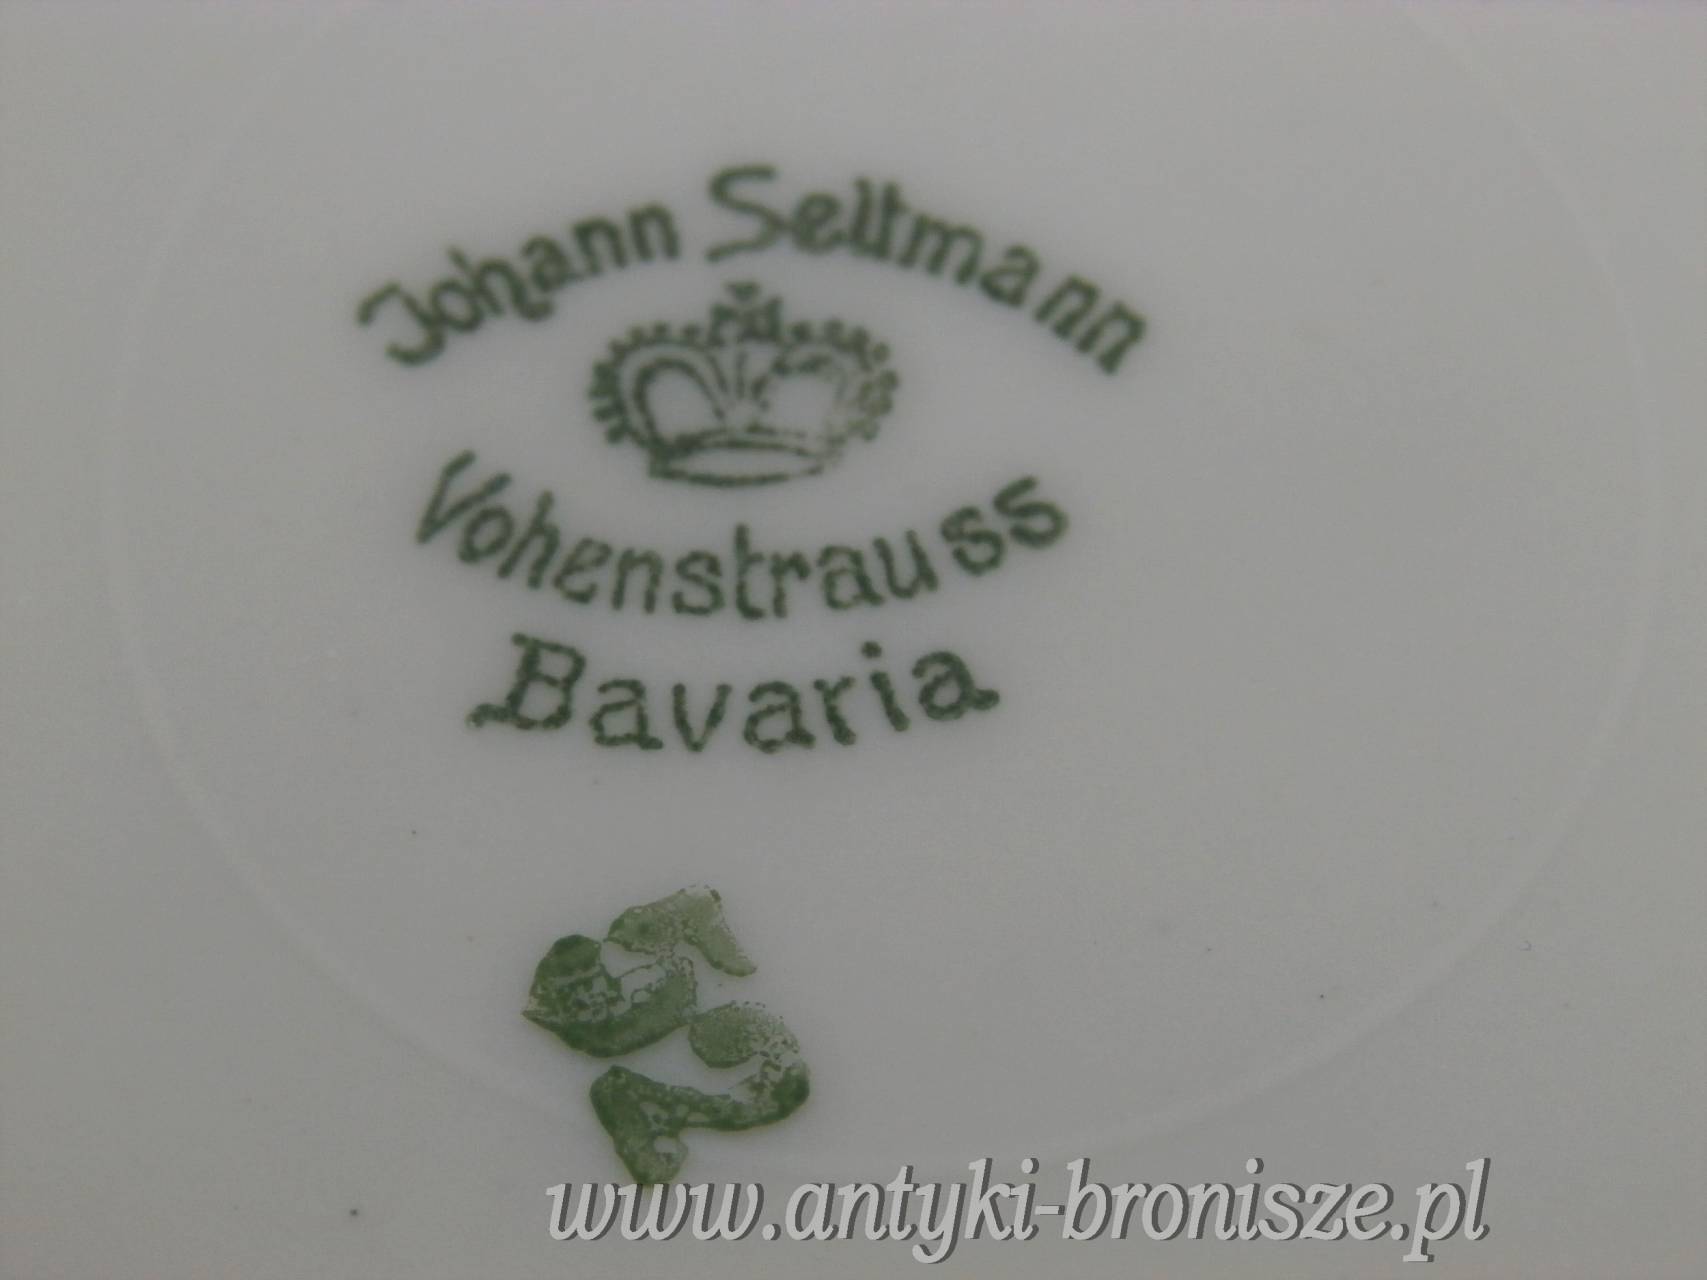 Johann Seltmann
Vohenstrauss
Bavaria
www.antyki-bronisze.pl